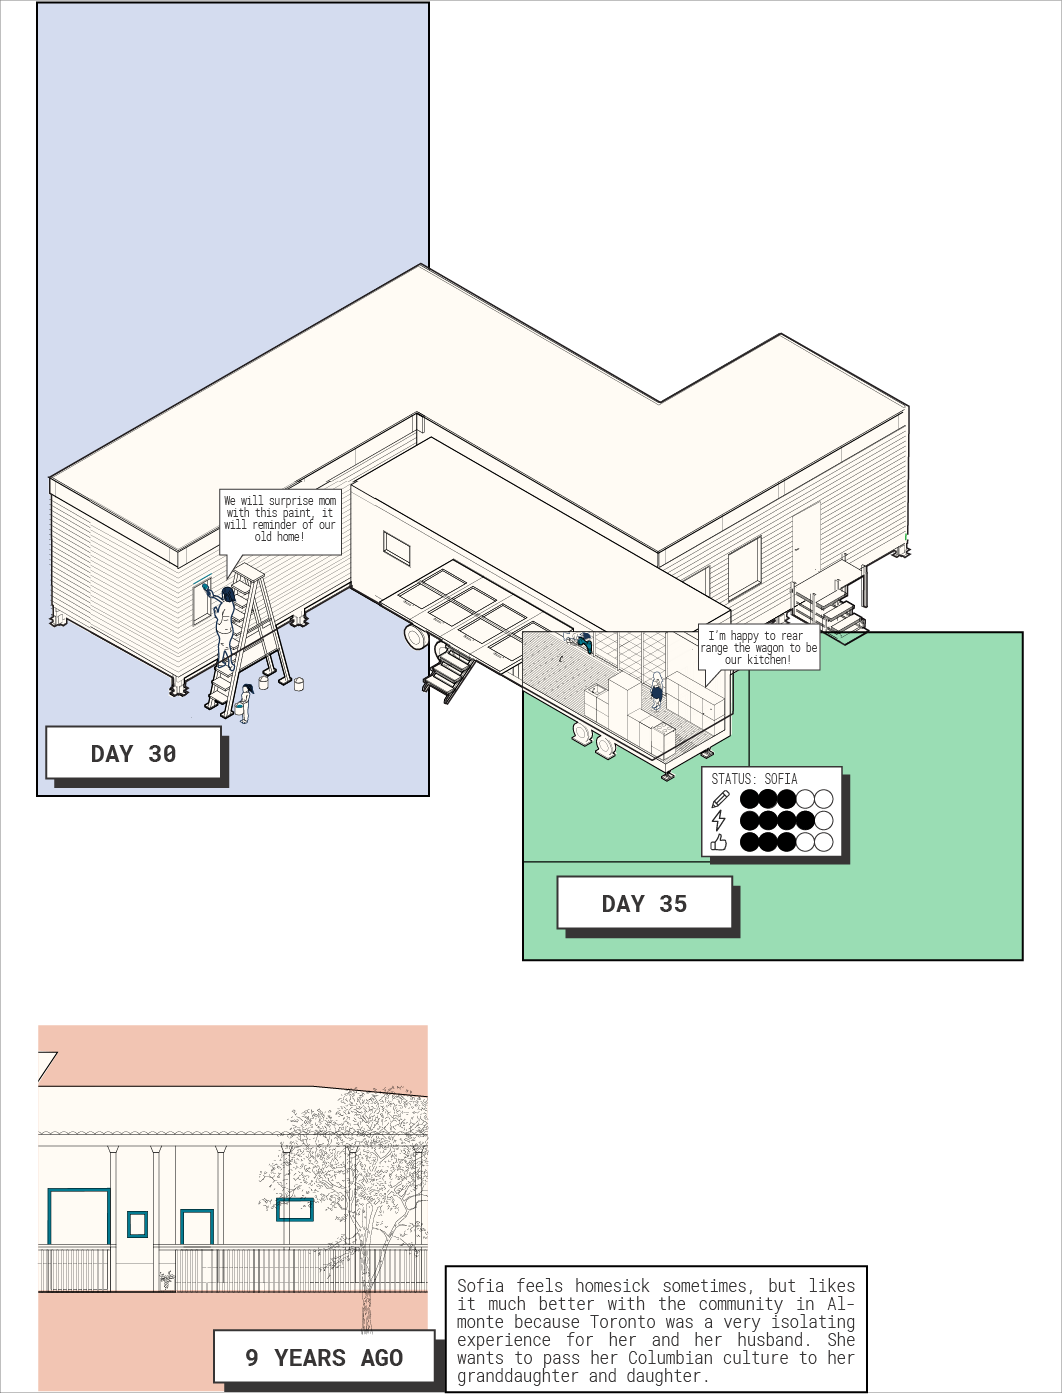 We will surprise mom
with this paint, it
will reminder of our
old home!
I'm happy to rear
range the wagon to be
our kitchen!
DAY 30
STATUS: SOFIA
DAY 35
9 YEARS AGO
Sofia feels homesick sometimes, but likes
it much better with the community in Al-
monte because Toronto was a very isolating
experience for her and her husband. She
wants to pass her Columbian culture to her
granddaughter and daughter.